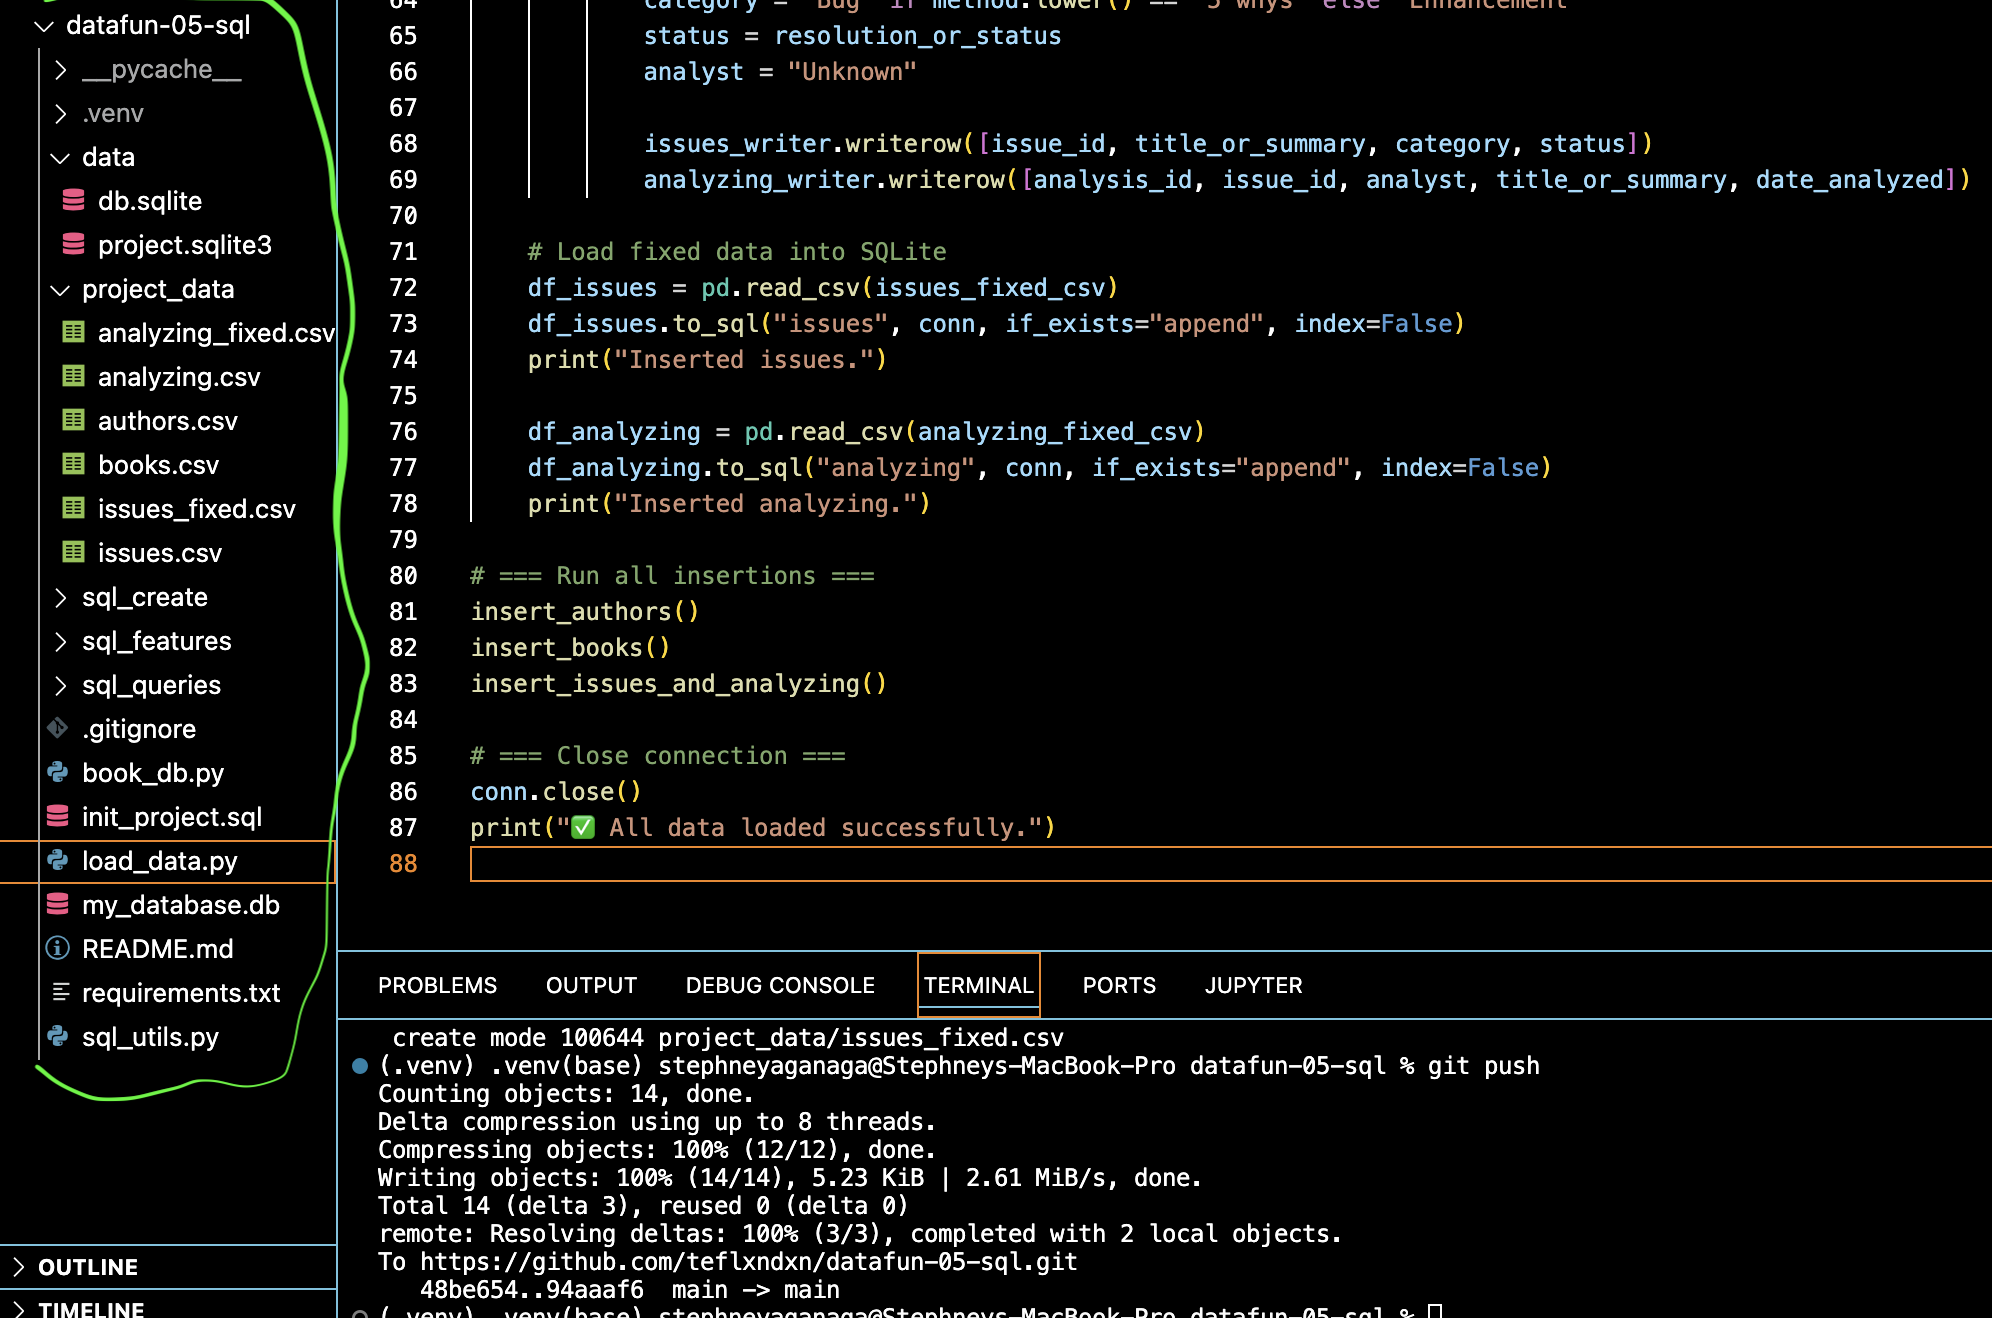 datafun-05-sql
__pycache__
.venv
data
db.sqlite
project.sqlite3
project_data
analyzing_fixed.csv
analyzing.csv
authors.csv
books.csv
issues_fixed.csv
issues.csv
sql_create
sql_features
sql_queries
.gitignore
book_db.py
init_project.sql
load_data.py
my_database.db
README.md
requirements.txt
sql_utils.py
OUTLINE
TIMELINE
64 category = "Bug" if method.lower() == "5 whys" else "Enhancement"
65 status = resolution_or_status
66 analyst = "Unknown"
67
68 issues_writer.writerow([issue_id, title_or_summary, category, status])
69 analyzing_writer.writerow([analysis_id, issue_id, analyst, title_or_summary, date_analyzed])
70
71 # Load fixed data into SQLite
72 df_issues = pd.read_csv(issues_fixed_csv)
73 df_issues.to_sql("issues", conn, if_exists="append", index=False)
74 print("Inserted issues.")
75
76 df_analyzing = pd.read_csv(analyzing_fixed_csv)
77 df_analyzing.to_sql("analyzing", conn, if_exists="append", index=False)
78 print("Inserted analyzing.")
79
80 # === Run all insertions ===
81 insert_authors()
82 insert_books()
83 insert_issues_and_analyzing()
84
85 # === Close connection ===
86 conn.close()
87 print("✅ All data loaded successfully.")
88
PROBLEMS OUTPUT DEBUG CONSOLE TERMINAL PORTS JUPYTER
create mode 100644 project_data/issues_fixed.csv
(.venv) .venv(base) stephneyaganaga@Stephneys-MacBook-Pro datafun-05-sql % git push
Counting objects: 14, done.
Delta compression using up to 8 threads.
Compressing objects: 100% (12/12), done.
Writing objects: 100% (14/14), 5.23 KiB | 2.61 MiB/s, done.
Total 14 (delta 3), reused 0 (delta 0)
remote: Resolving deltas: 100% (3/3), completed with 2 local objects.
To https://github.com/teflxndxn/datafun-05-sql.git
48be654..94aaaf6 main -> main
(.venv) .venv(base) stephneyaganaga@Stephneys-MacBook-Pro datafun-05-sql %